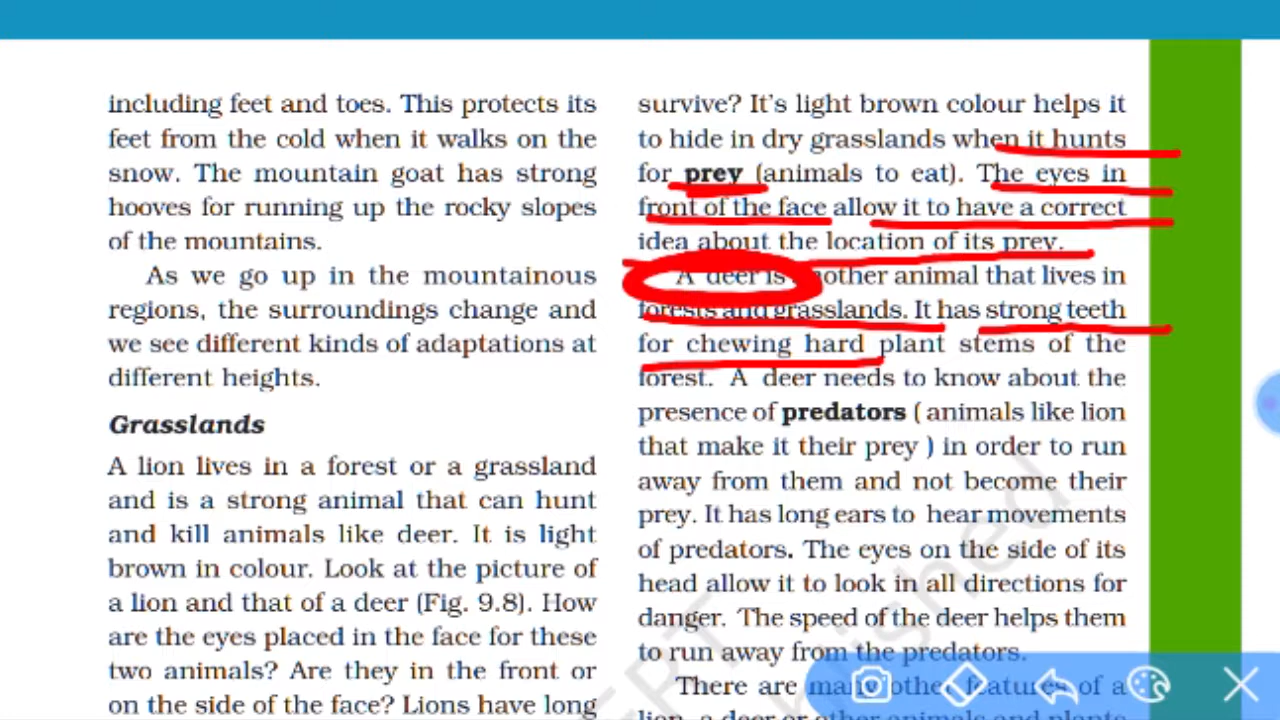 including feet and toes. This protects its
feet from the cold when it walks on the
snow. The mountain goat has strong
hooves for running up the rocky slopes
of the mountains.
As we go up in the mountainous
regions, the surroundings change and
we see different kinds of adaptations at
different heights.
Grasslands
A lion lives in a forest or a grassland
and is a strong animal that can hunt
and kill animals like deer. It is light
brown in colour. Look at the picture of
a lion and that of a deer (Fig. 9.8). How
are the eyes placed in the face for these
two animals? Are they in the front or
on the side of the face? Lions have long
survive? It's light brown colour helps it
to hide in dry grasslands when it hunts
for prey (animals to eat). The eyes in
front of the face allow it to have a correct
idea about the location of its prey.
A deer is another animal that lives in
forests and grasslands. It has strong teeth
for chewing hard plant stems of the
forest. A deer needs to know about the
presence of predators ( animals like lion
that make it their prey ) in order to run
away from them and not become their
prey. It has long ears to hear movements
of predators. The eyes on the side of its
head allow it to look in all directions for
danger. The speed of the deer helps them
to run away from the predators.
There are many other features of a
lion, a deer or other animals and plants